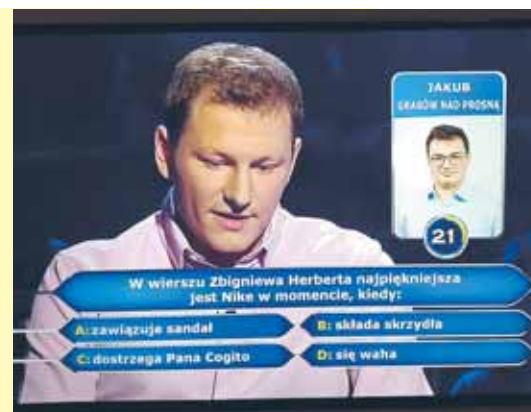 JAKUB
GRABÓW NAD PROSNĄ
21
W wierszu Zbigniewa Herberta najpiękniejsza
jest Nike w momencie, kiedy:
A: zawiązuje sandał
B: składa skrzydła
C: dostrzega Pana Cogito
D: się waha